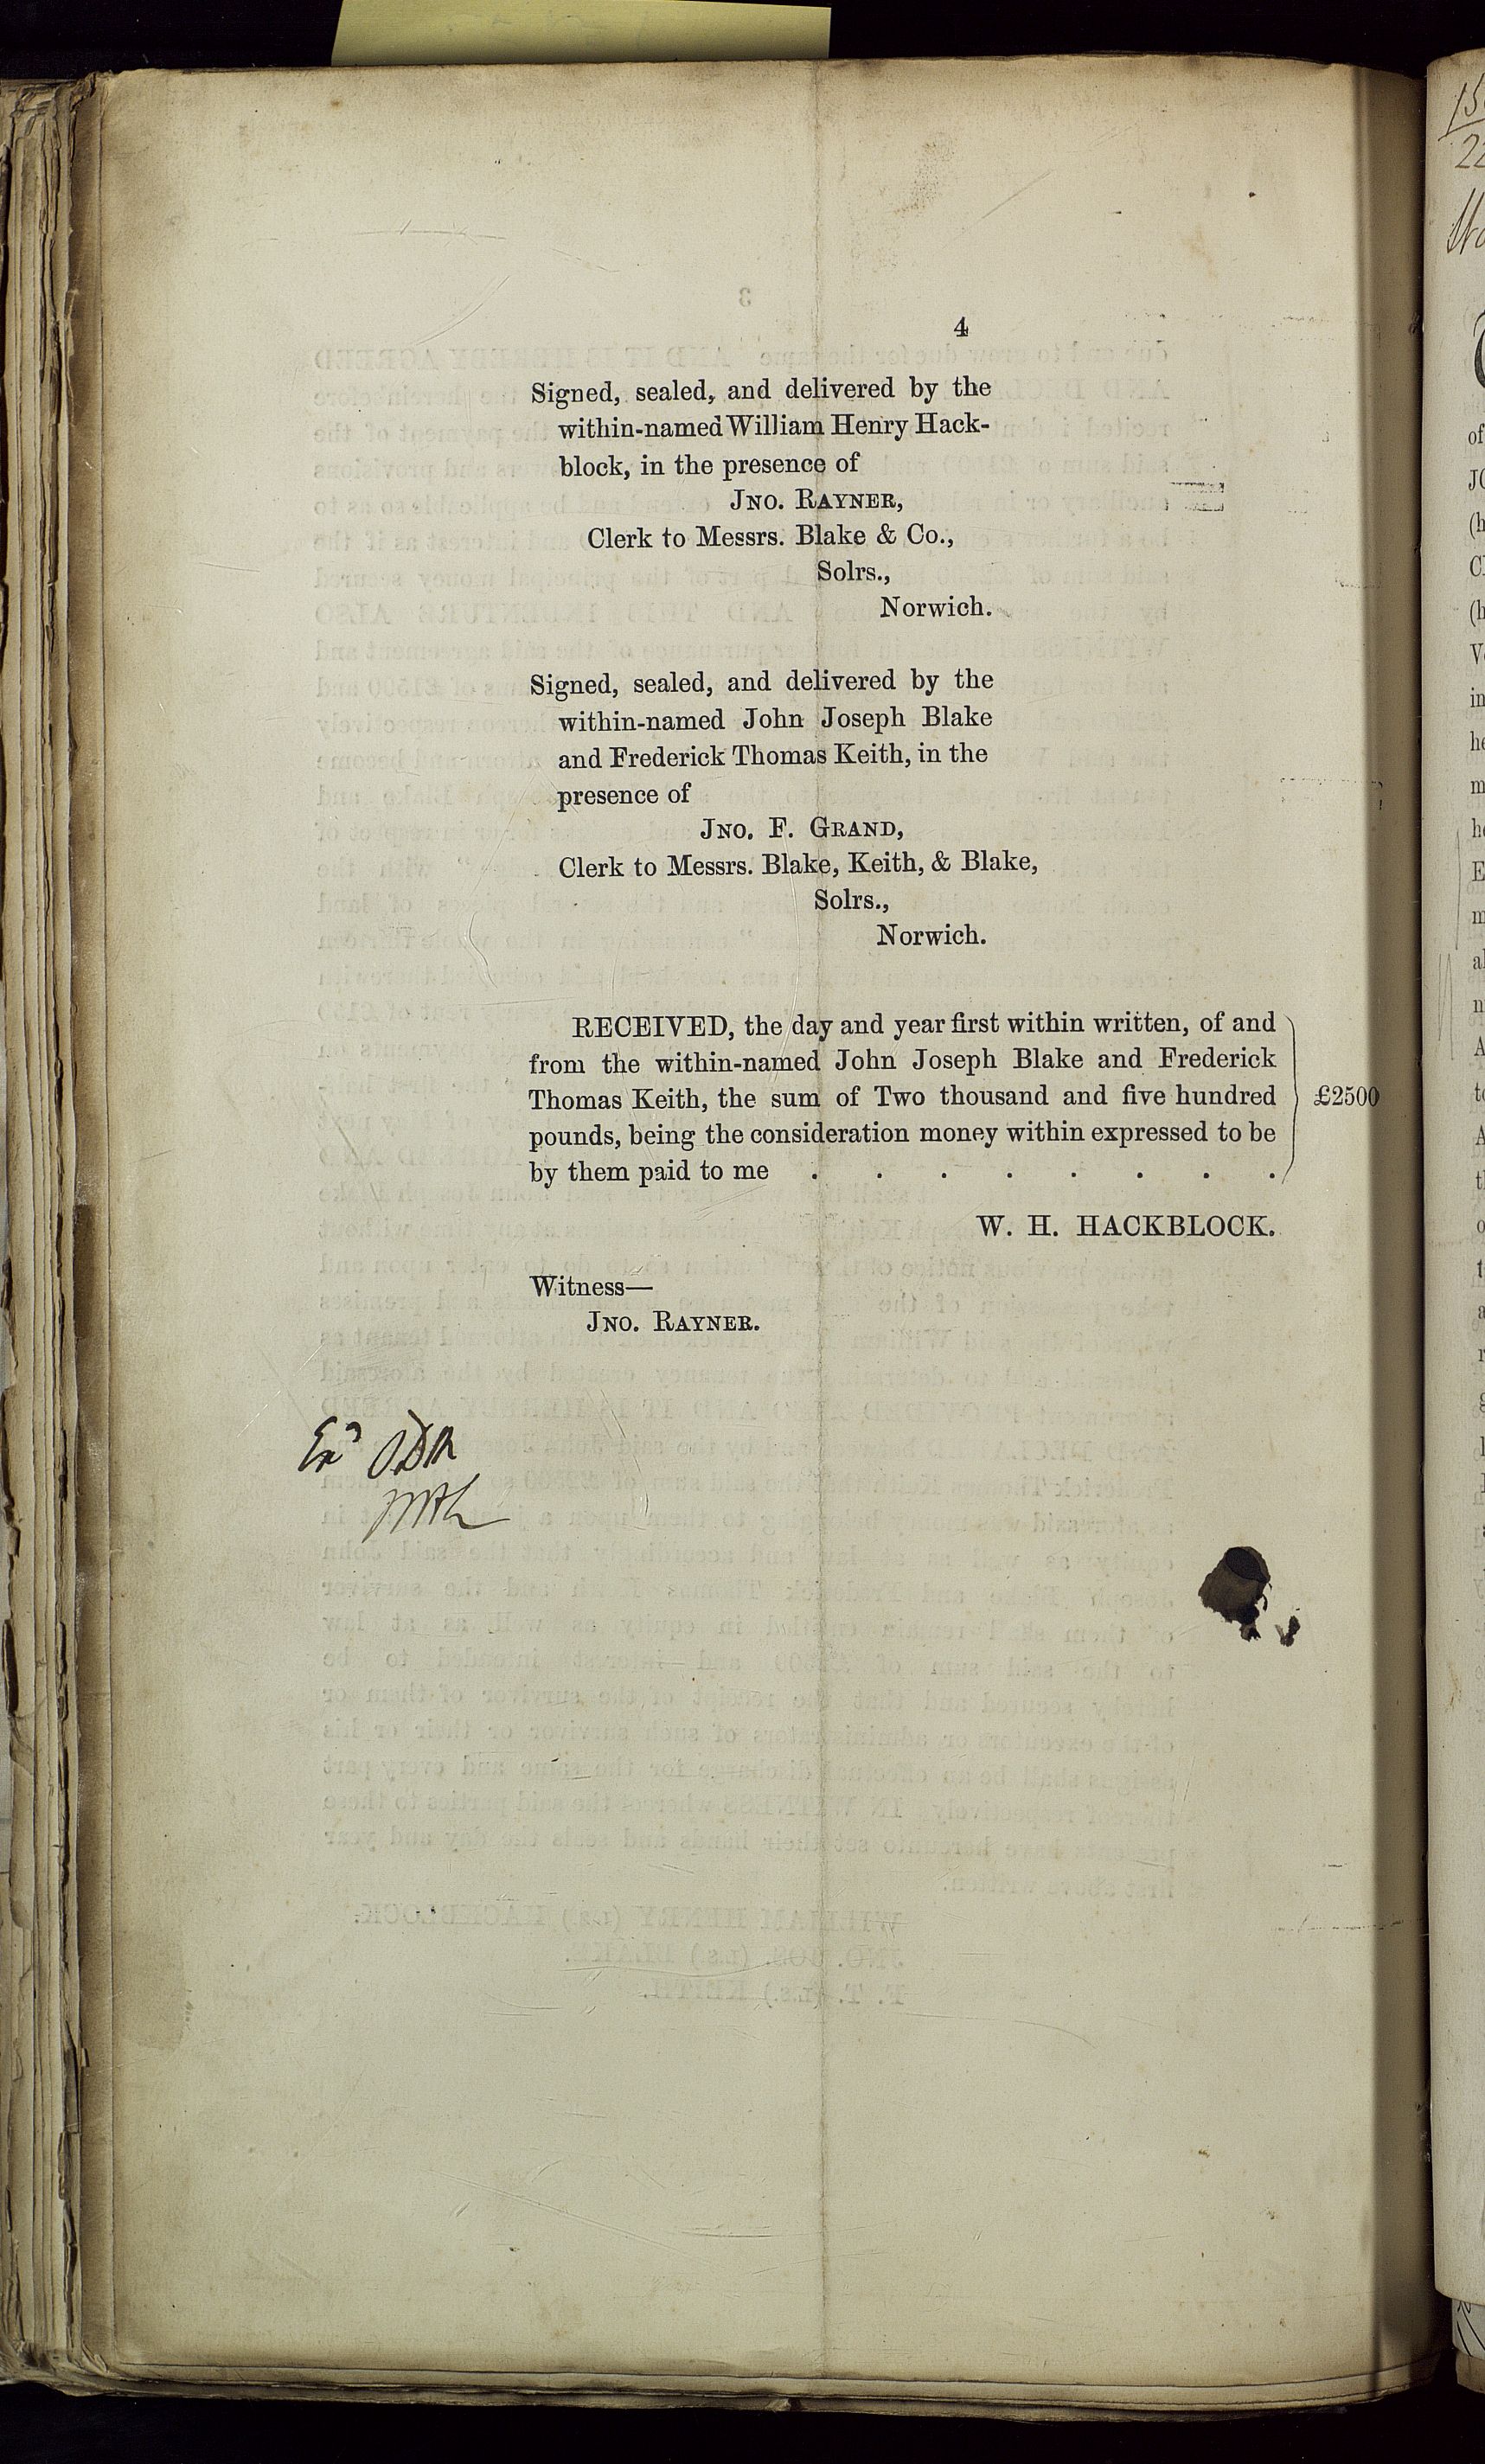 4
Signed, sealed, and delivered by the
within-named William Henry Hack-
block, in the presence of
JNO. RAYNER,
Clerk to Messrs. Blake & Co.,
Solrs.,
Norwich.
Signed, sealed, and delivered by the
within-named John Joseph Blake
and Frederick Thomas Keith, in the
presence of
JNO. F. GRAND,
Clerk to Messrs. Blake, Keith, & Blake,
Solrs.,
Norwich.
RECEIVED, the day and year first within written, of and
from the within-named John Joseph Blake and Frederick
Thomas Keith, the sum of Two thousand and five hundred
pounds, being the consideration money within expressed to be
by them paid to me . . . . . . . .
£2500
W. H. HACKBLOCK.
Witness—
JNO. RAYNER.
Exd